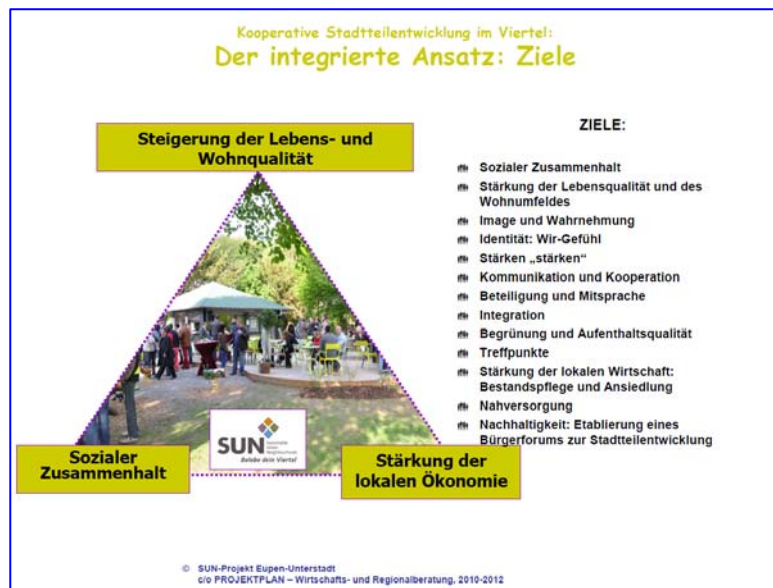 Kooperative Stadtteilentwicklung im Viertel:
Der integrierte Ansatz: Ziele
Steigerung der Lebens- und
Wohnqualität
SUN
Sustainable
Urban
Neighbourhoods
Belebe dein Viertel
Sozialer
Zusammenhalt
Stärkung der
lokalen Ökonomie
ZIELE:
Sozialer Zusammenhalt
Stärkung der Lebensqualität und des
Wohnumfeldes
Image und Wahrnehmung
Identität: Wir-Gefühl
Stärken „stärken“
Kommunikation und Kooperation
Beteiligung und Mitsprache
Integration
Begrünung und Aufenthaltsqualität
Treffpunkte
Stärkung der lokalen Wirtschaft:
Bestandspflege und Ansiedlung
Nahversorgung
Nachhaltigkeit: Etablierung eines
Bürgerforums zur Stadtteilentwicklung
© SUN-Projekt Eupen-Unterstadt
c/o PROJEKTPLAN – Wirtschafts- und Regionalberatung, 2010-2012